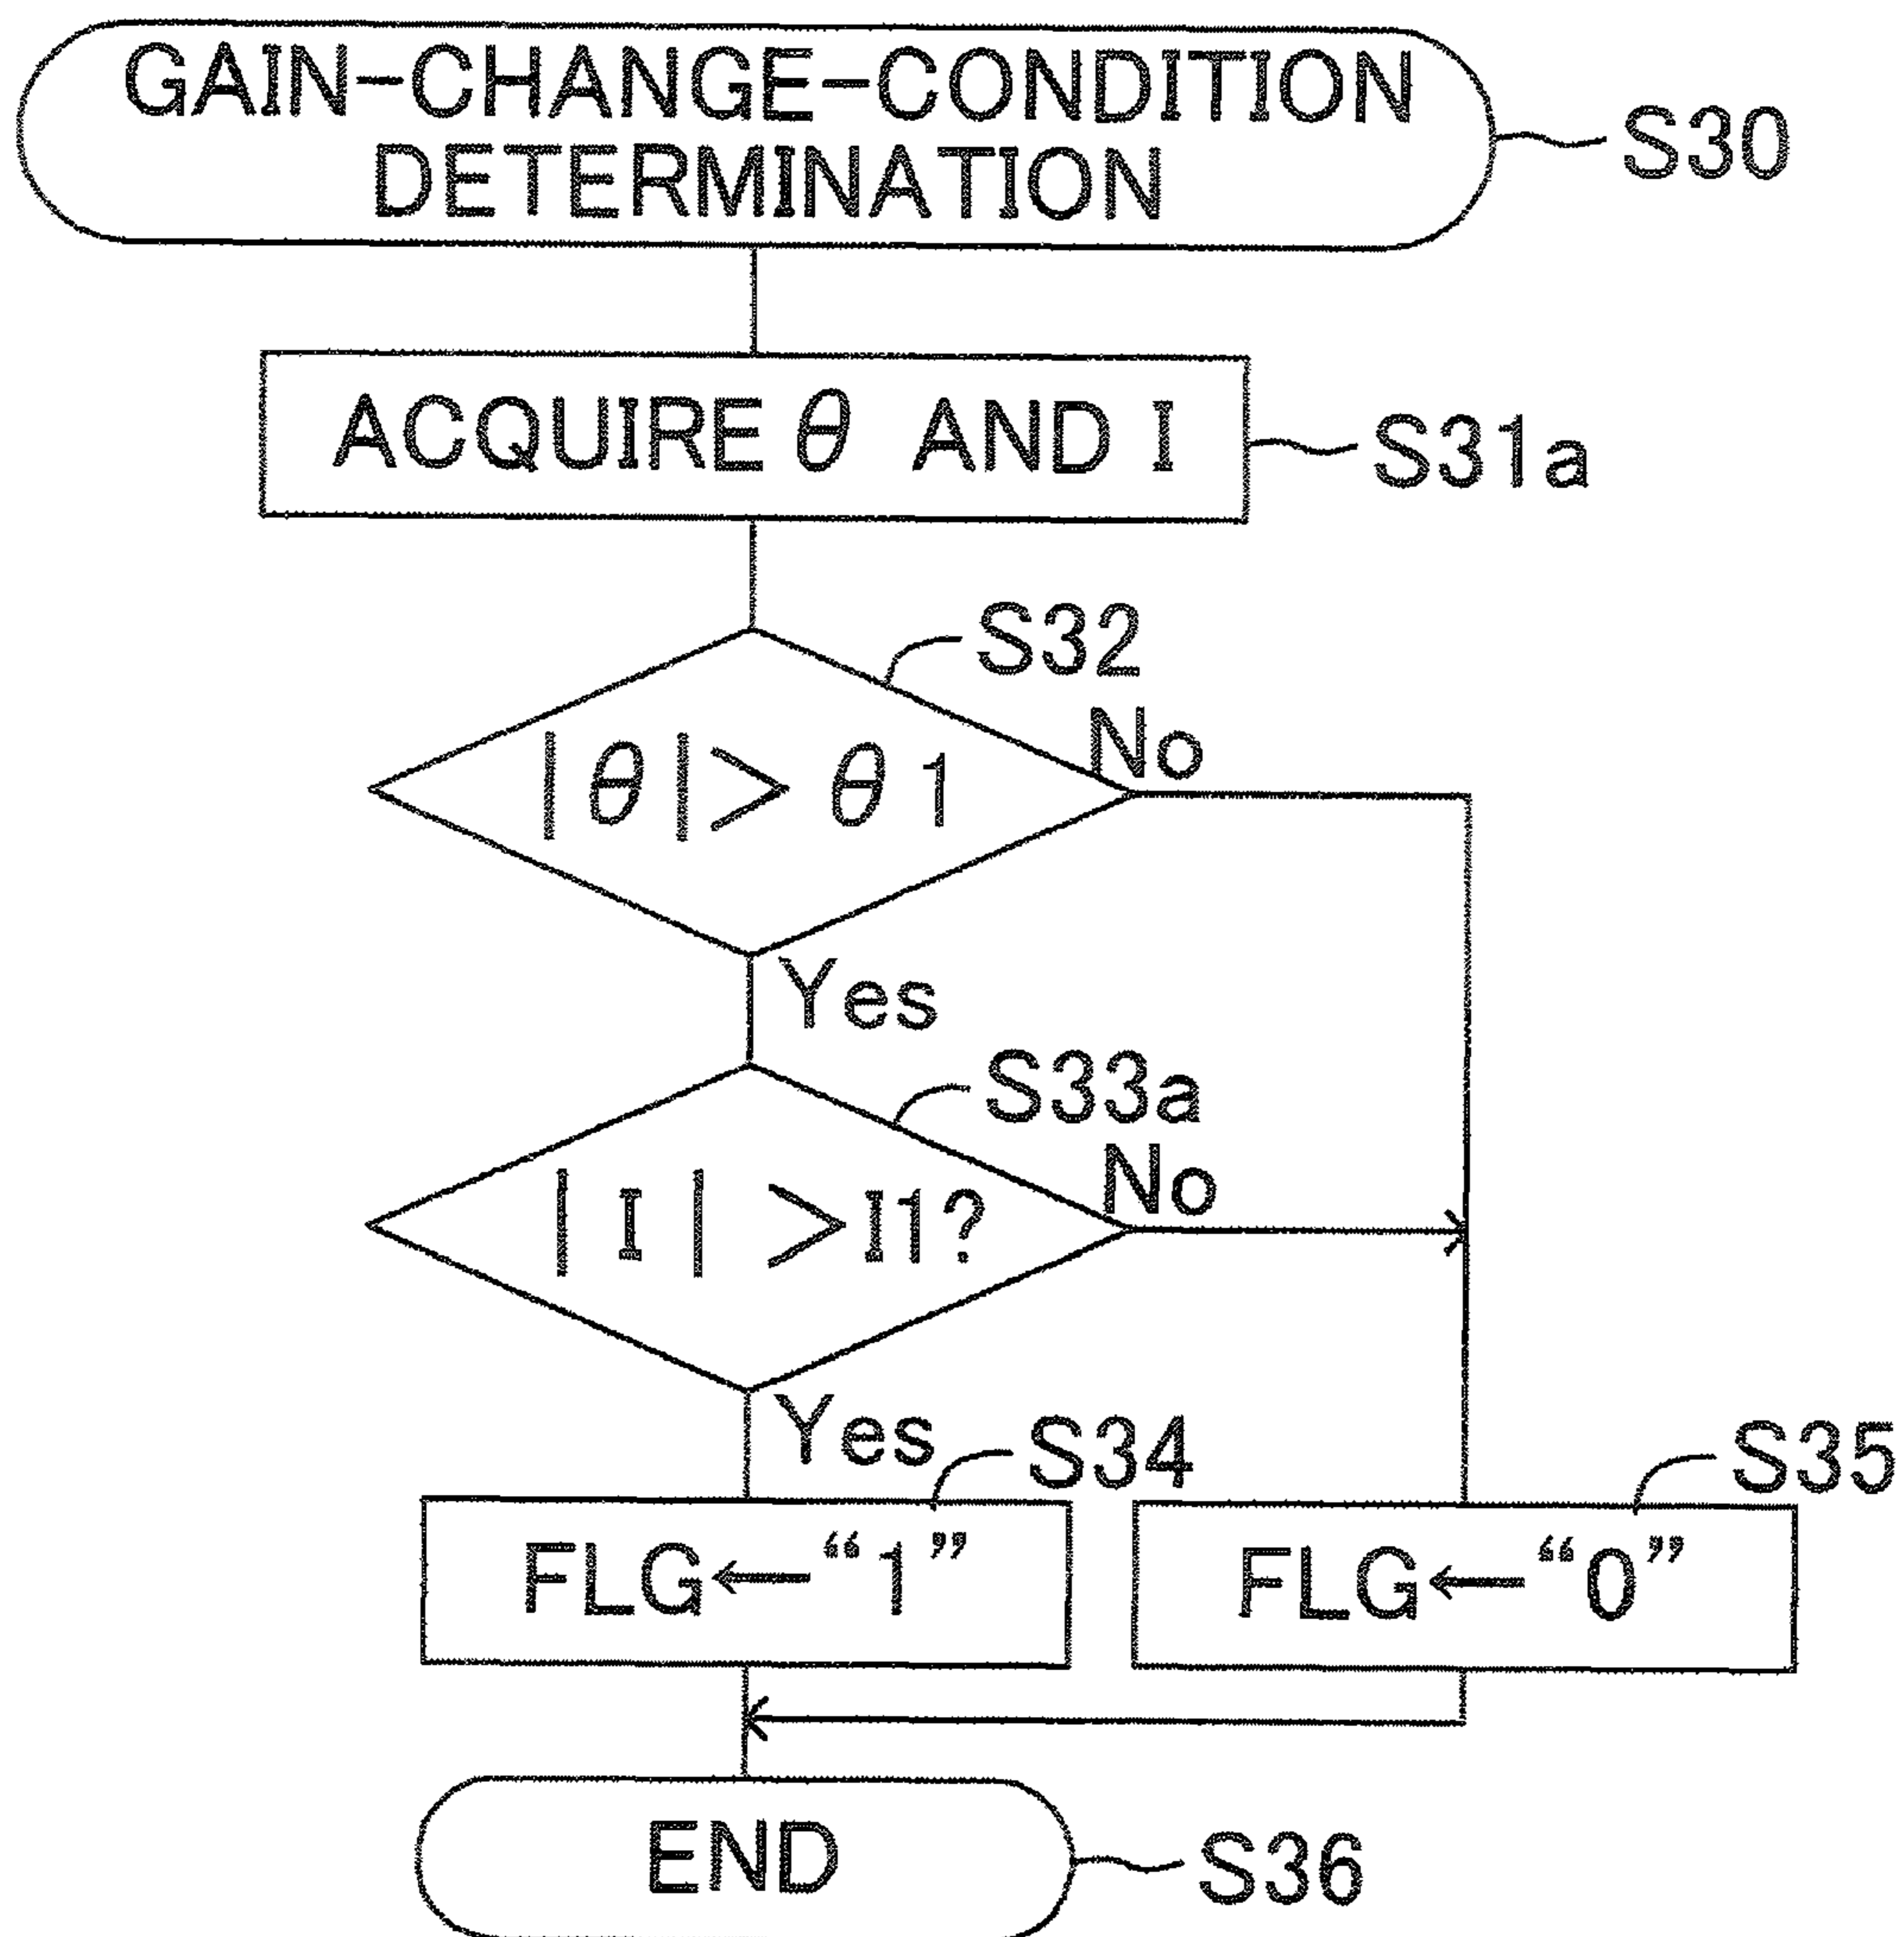 GAIN-CHANGE-CONDITION
DETERMINATION
S30
ACQUIRE θ AND I
S31a
S32
|θ|> θ1
No
Yes
S33a
| I | >I1?
No
Yes
S34
S35
FLG←“1”
FLG←“0”
END
S36